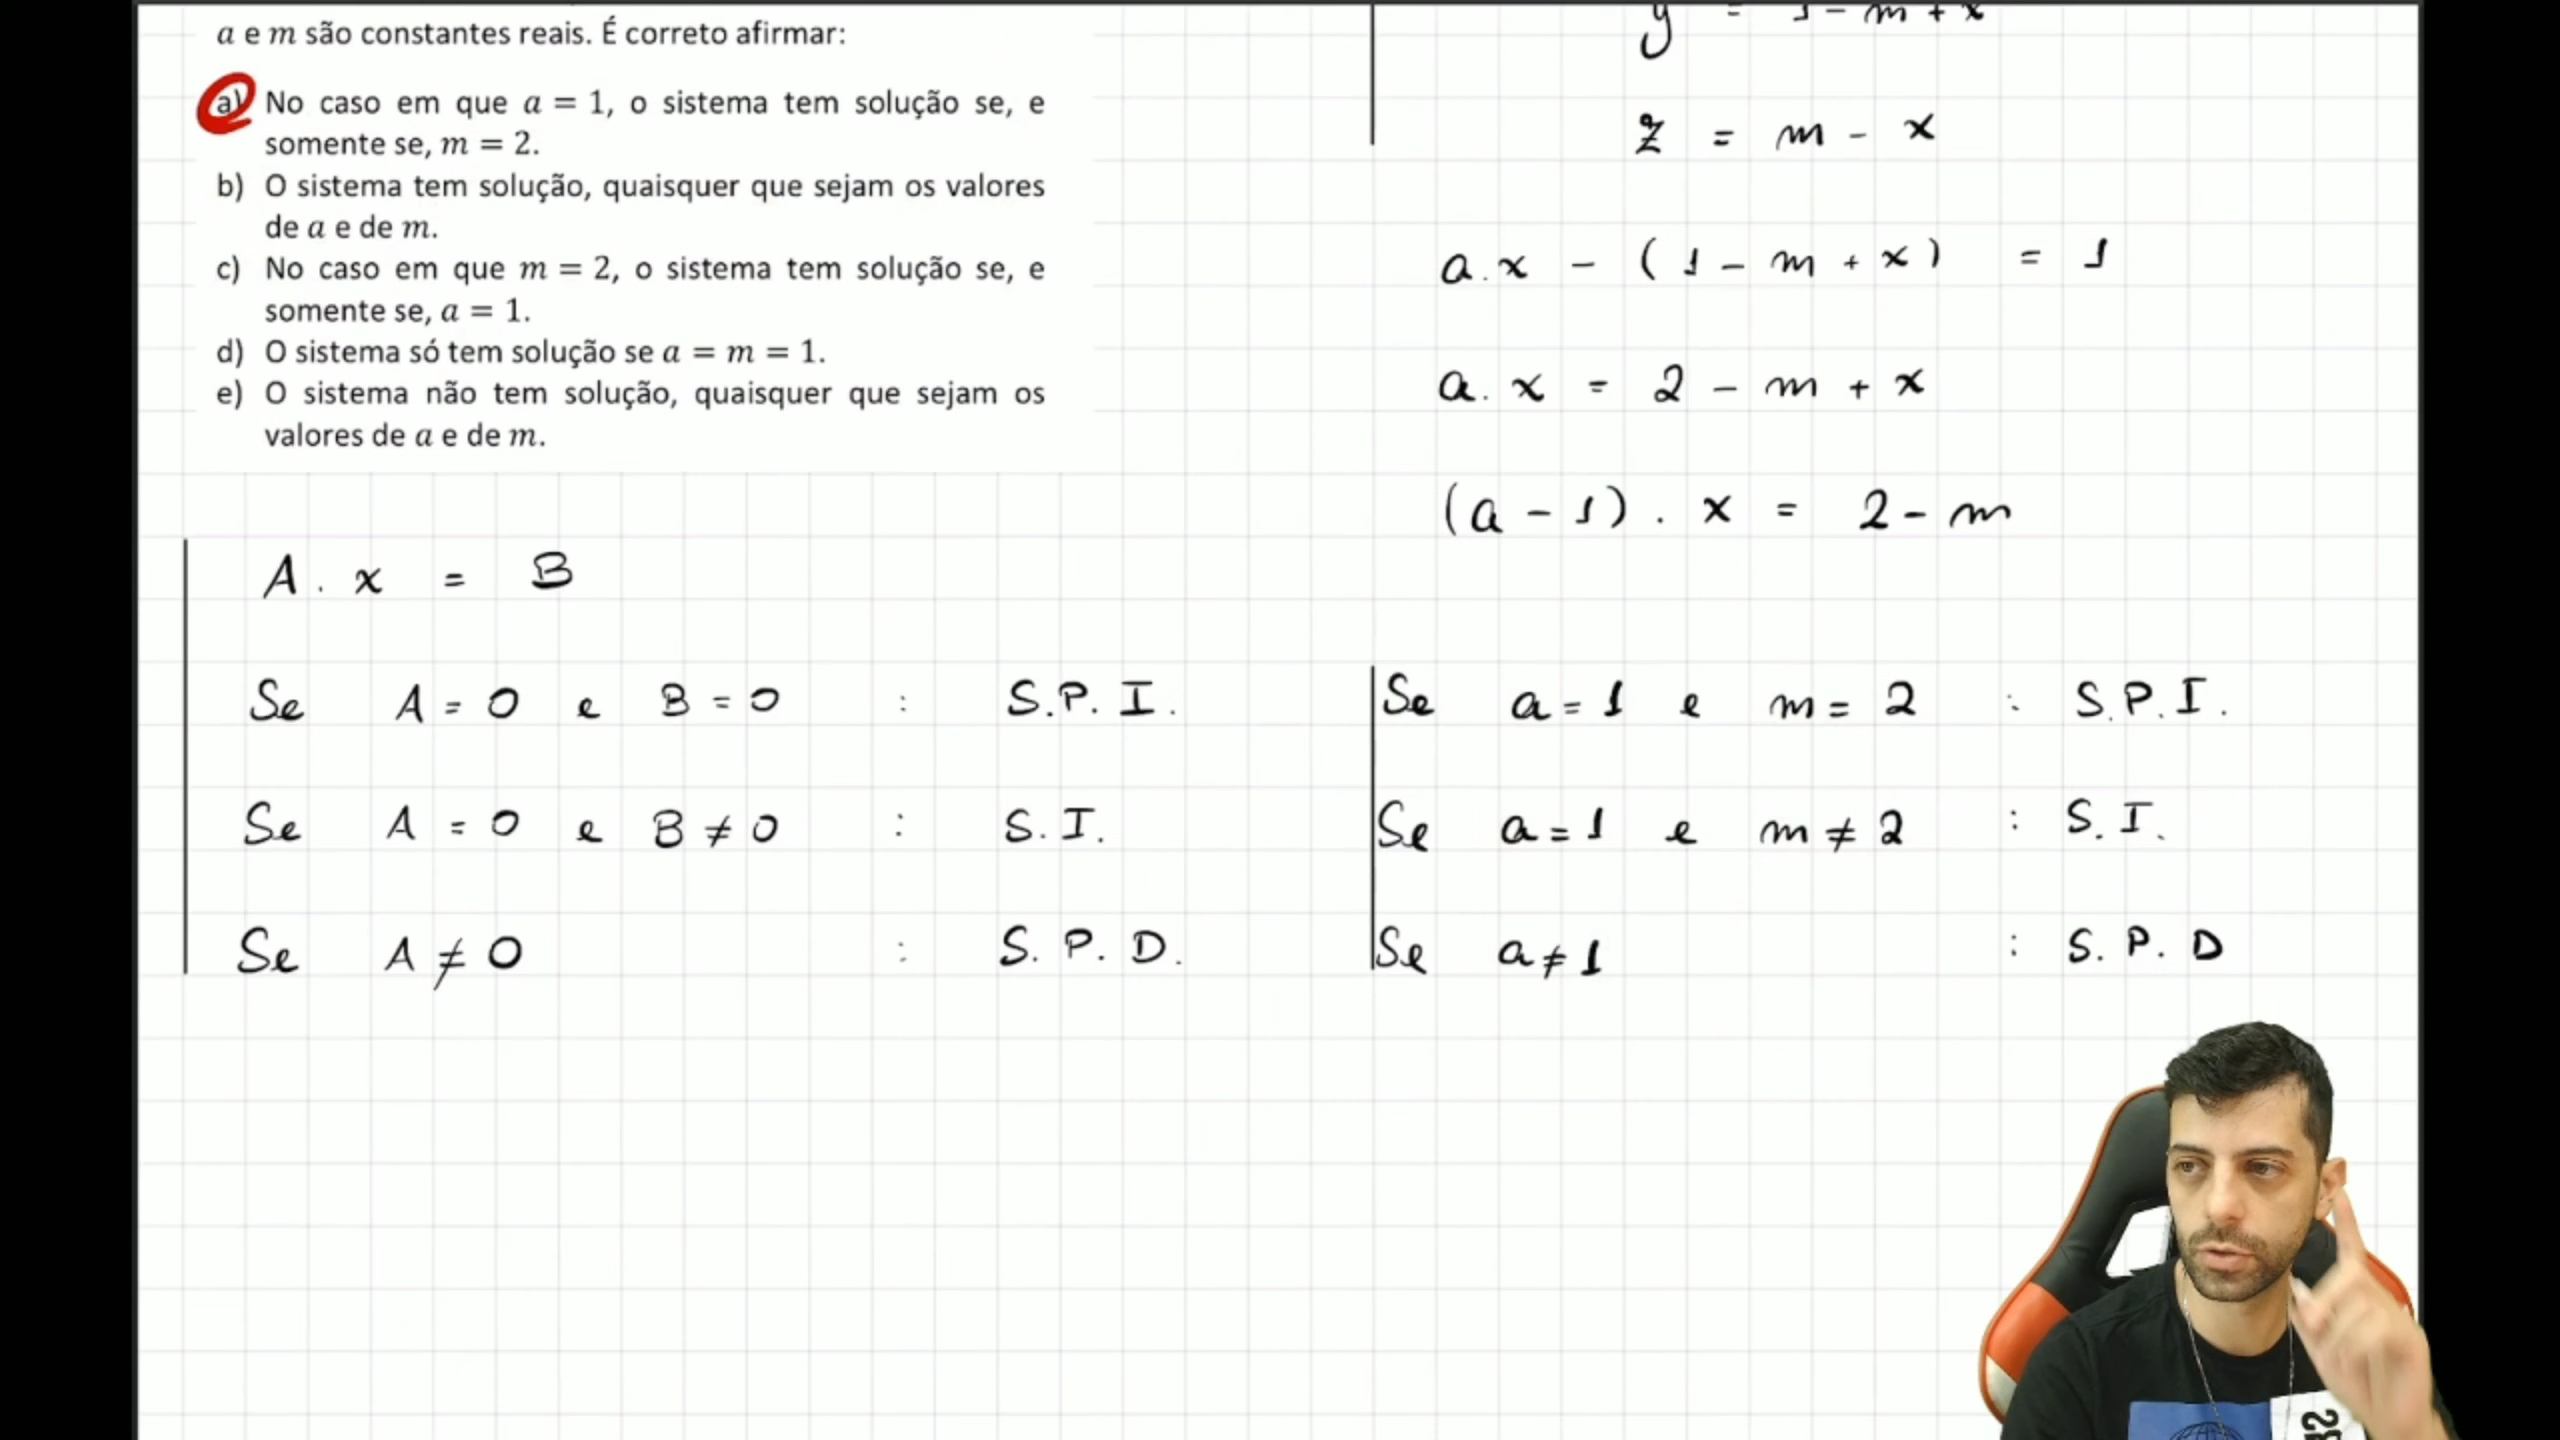 a e m são constantes reais. É correto afirmar:
a) No caso em que a = 1, o sistema tem solução se, e
somente se, m = 2.
b) O sistema tem solução, quaisquer que sejam os valores
de a e de m.
c) No caso em que m = 2, o sistema tem solução se, e
somente se, a = 1.
d) O sistema só tem solução se a = m = 1.
e) O sistema não tem solução, quaisquer que sejam os
valores de a e de m.
A . x = B
Se A = 0 e B = 0 : S.P.I.
Se A = 0 e B ≠ 0 : S.I.
Se A ≠ 0 : S.P.D.
y = 1 - m + x
z = m - x
a.x - (1 - m + x) = 1
a.x = 2 - m + x
(a - 1) . x = 2 - m
Se a = 1 e m = 2 : S.P.I.
Se a = 1 e m ≠ 2 : S.I.
Se a ≠ 1 : S.P.D